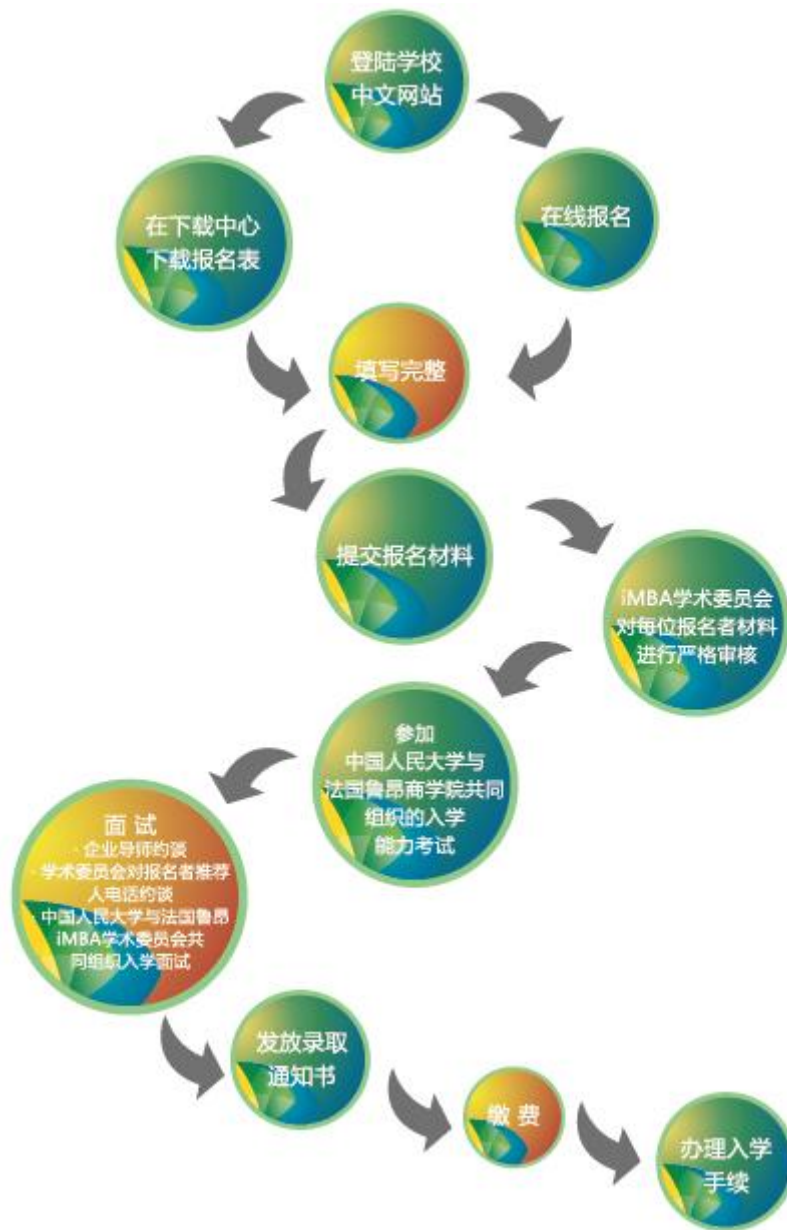 登陆学校
中文网站
在下载中心
下载报名表
在线报名
填写完整
提交报名材料
iMBA学术委员会
对每位报名者材料
进行严格审核
参加
中国人民大学与
法国鲁昂商学院共同
组织的入学
能力考试
面 试
· 企业导师约谈
· 学术委员会对报名者推荐
人电话约谈
· 中国人民大学与法国鲁昂
iMBA学术委员会共
同组织入学面试
发放录取
通知书
缴 费
办理入学
手续